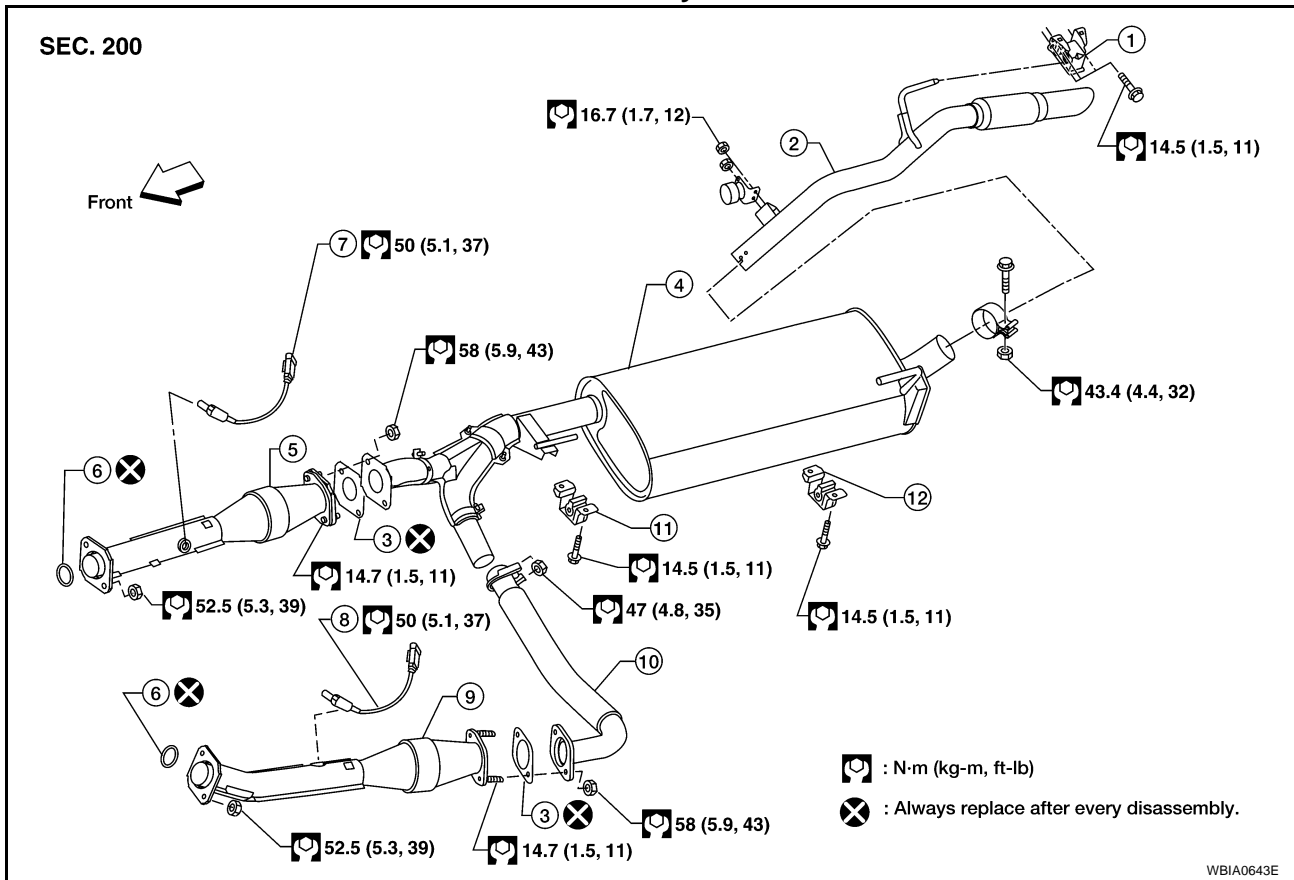 SEC. 200
1
16.7 (1.7, 12)
2
14.5 (1.5, 11)
Front
7 50 (5.1, 37)
4
58 (5.9, 43)
43.4 (4.4, 32)
5
6
12
11
3
14.7 (1.5, 11)
14.5 (1.5, 11)
52.5 (5.3, 39)
47 (4.8, 35)
14.5 (1.5, 11)
8 50 (5.1, 37)
10
6
9
: N·m (kg-m, ft-lb)
3
: Always replace after every disassembly.
58 (5.9, 43)
52.5 (5.3, 39)
14.7 (1.5, 11)
WBIA0643E